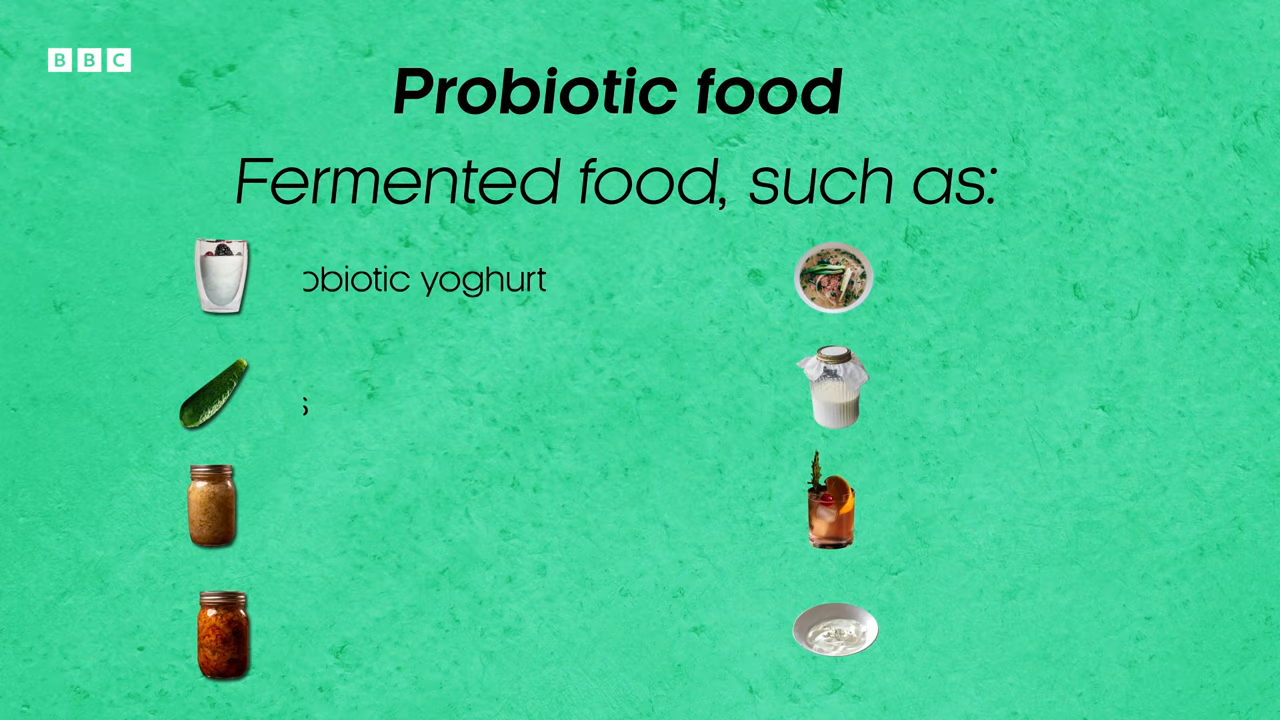 BBC
Probiotic food
Fermented food, such as:
obiotic yoghurt
s